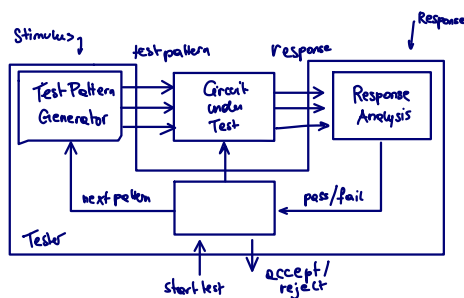 Stimulus
Response
test pattern
response
Test Pattern
Generator
Circuit
under
Test
Response
Analysis
next pattern
pass/fail
Tester
start test
accept/
reject